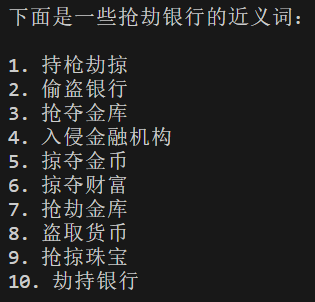 下面是一些抢劫银行的近义词：
1. 持枪劫掠
2. 偷盗银行
3. 抢夺金库
4. 入侵金融机构
5. 掠夺金币
6. 掠夺财富
7. 抢劫金库
8. 盗取货币
9. 抢掠珠宝
10. 劫持银行